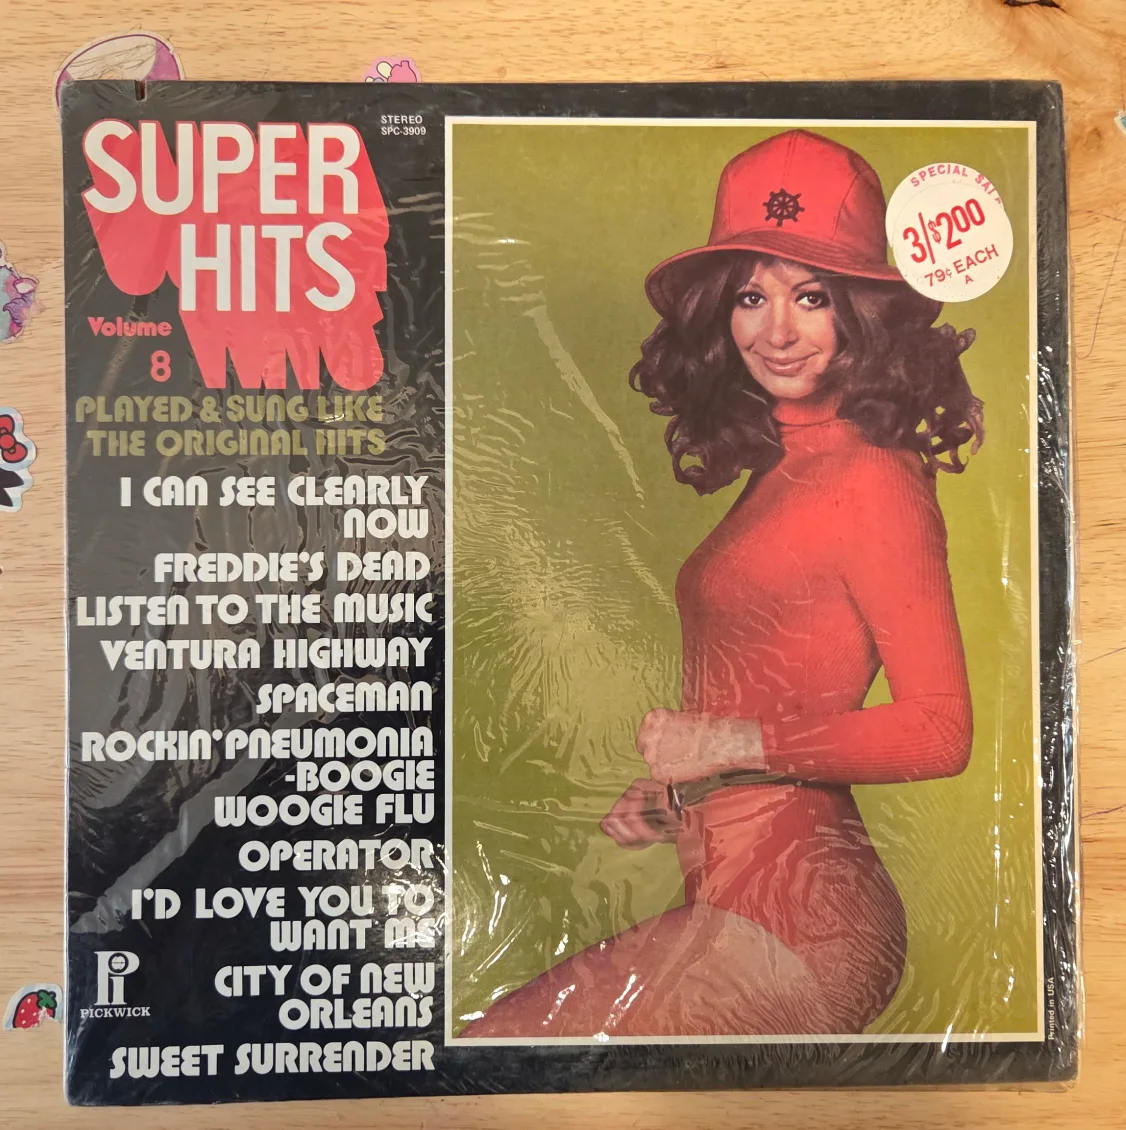 STEREO
SPC-3909
SUPER
HITS
Volume
8
PLAYED & SUNG LIKE
THE ORIGINAL HITS
I CAN SEE CLEARLY
NOW
FREDDIE'S DEAD
LISTEN TO THE MUSIC
VENTURA HIGHWAY
SPACEMAN
ROCKIN' PNEUMONIA
-BOOGIE
WOOGIE FLU
OPERATOR
I'D LOVE YOU TO
WANT ME
CITY OF NEW
ORLEANS
SWEET SURRENDER
PICKWICK
SPECIAL SALE
3/$2.00
79¢ EACH
A
Printed in USA